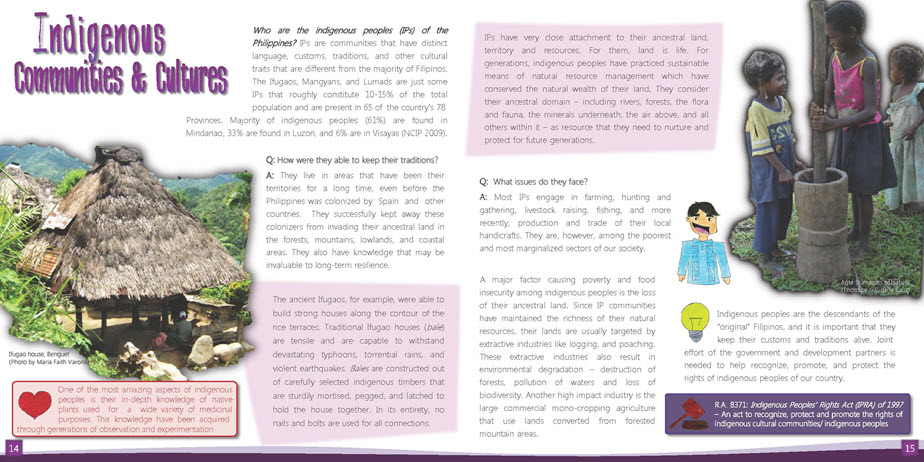 Indigenous
Communities & Cultures
Who are the indigenous peoples (IPs) of the
Philippines? IPs are communities that have distinct
language, customs, traditions, and other cultural
traits that are different from the majority of Filipinos.
The Ifugaos, Mangyans, and Lumads are just some
IPs that roughly constitute 10-15% of the total
population and are present in 65 of the country's 78
Provinces. Majority of indigenous peoples (61%) are found in
Mindanao, 33% are found in Luzon, and 6% are in Visayas (NCIP 2009).
Q: How were they able to keep their traditions?
A: They live in areas that have been their
territories for a long time, even before the
Philippines was colonized by Spain and other
countries. They successfully kept away these
colonizers from invading their ancestral land in
the forests, mountains, lowlands, and coastal
areas. They also have knowledge that may be
invaluable to long-term resilience.
The ancient Ifugaos, for example, were able to
build strong houses along the contour of the
rice terraces. Traditional Ifugao houses (bale)
are tensile and are capable to withstand
devastating typhoons, torrential rains, and
violent earthquakes. Bales are constructed out
of carefully selected indigenous timbers that
are sturdily mortised, pegged, and latched to
hold the house together. In its entirety, no
nails and bolts are used for all connections.
Ifugao house, Benguet
(Photo by Maria Faith Varona)
One of the most amazing aspects of indigenous
peoples is their in-depth knowledge of native
plants used for a wide variety of medicinal
purposes. This knowledge have been acquired
through generations of observation and experimentation
14
IPs have very close attachment to their ancestral land,
territory and resources. For them, land is life. For
generations, indigenous peoples have practiced sustainable
means of natural resource management which have
conserved the natural wealth of their land. They consider
their ancestral domain – including rivers, forests, the flora
and fauna, the minerals underneath, the air above, and all
others within it – as resource that they need to nurture and
protect for future generations.
Q: What issues do they face?
A: Most IPs engage in farming, hunting and
gathering, livestock raising, fishing, and more
recently, production and trade of their local
handicrafts. They are, however, among the poorest
and most marginalized sectors of our society.
A major factor causing poverty and food
insecurity among indigenous peoples is the loss
of their ancestral land. Since IP communities
have maintained the richness of their natural
resources, their lands are usually targeted by
extractive industries like logging, and poaching.
These extractive industries also result in
environmental degradation – destruction of
forests, pollution of waters and loss of
biodiversity. Another high impact industry is the
large commercial mono-cropping agriculture
that use lands converted from forested
mountain areas.
Indigenous peoples are the descendants of the
"original" Filipinos, and it is important that they
keep their customs and traditions alive. Joint
effort of the government and development partners is
needed to help recognize, promote, and protect the
rights of indigenous peoples of our country.
R.A. 8371: Indigenous Peoples' Rights Act (IPRA) of 1997
– An act to recognize, protect and promote the rights of
indigenous cultural communities/ indigenous peoples
15